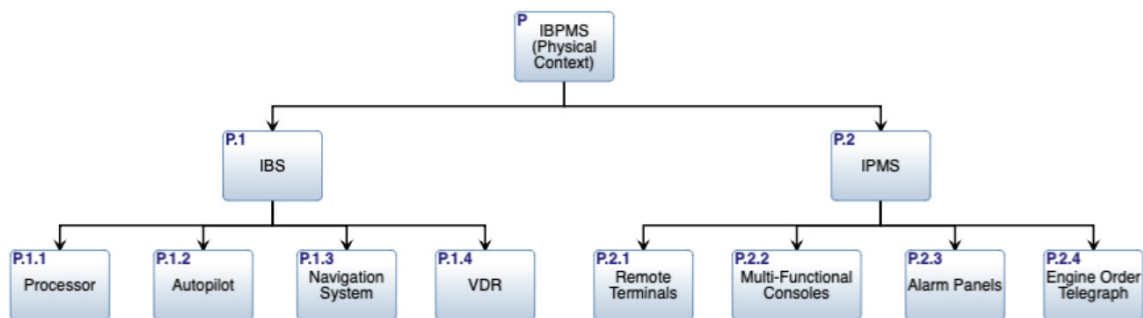 P
IBPMS
(Physical
Context)
P.1
IBS
P.2
IPMS
P.1.1
Processor
P.1.2
Autopilot
P.1.3
Navigation
System
P.1.4
VDR
P.2.1
Remote
Terminals
P.2.2
Multi-Functional
Consoles
P.2.3
Alarm Panels
P.2.4
Engine Order
Telegraph